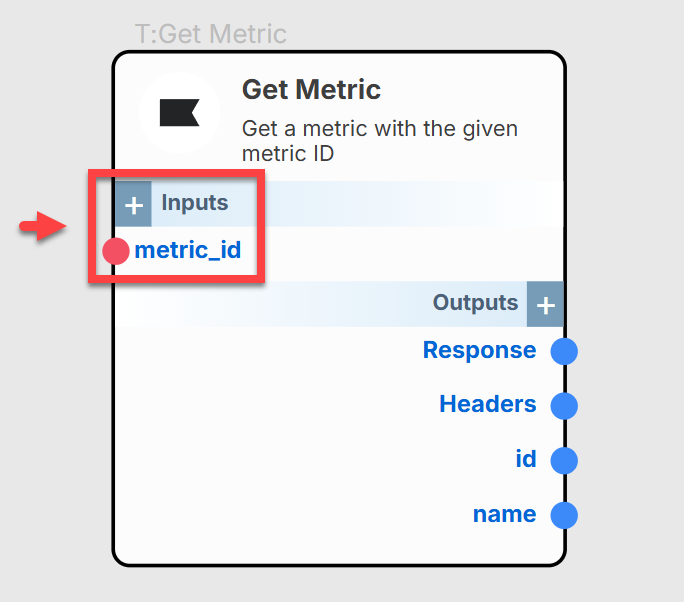 T:Get Metric
Get Metric
Get a metric with the given
metric ID
+ Inputs
metric_id
Outputs +
Response
Headers
id
name